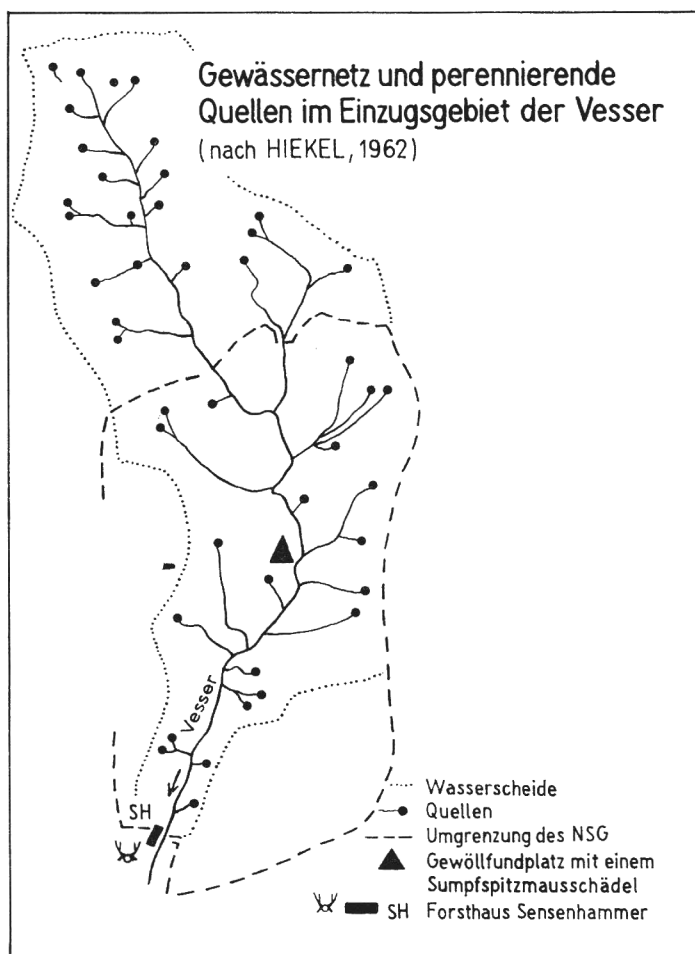 Gewässernetz und perennierende
Quellen im Einzugsgebiet der Vesser
(nach HIEKEL, 1962)
Vesser
SH
Wasserscheide
Quellen
Umgrenzung des NSG
Gewöllfundplatz mit einem
Sumpfspitzmausschädel
SH Forsthaus Sensenhammer